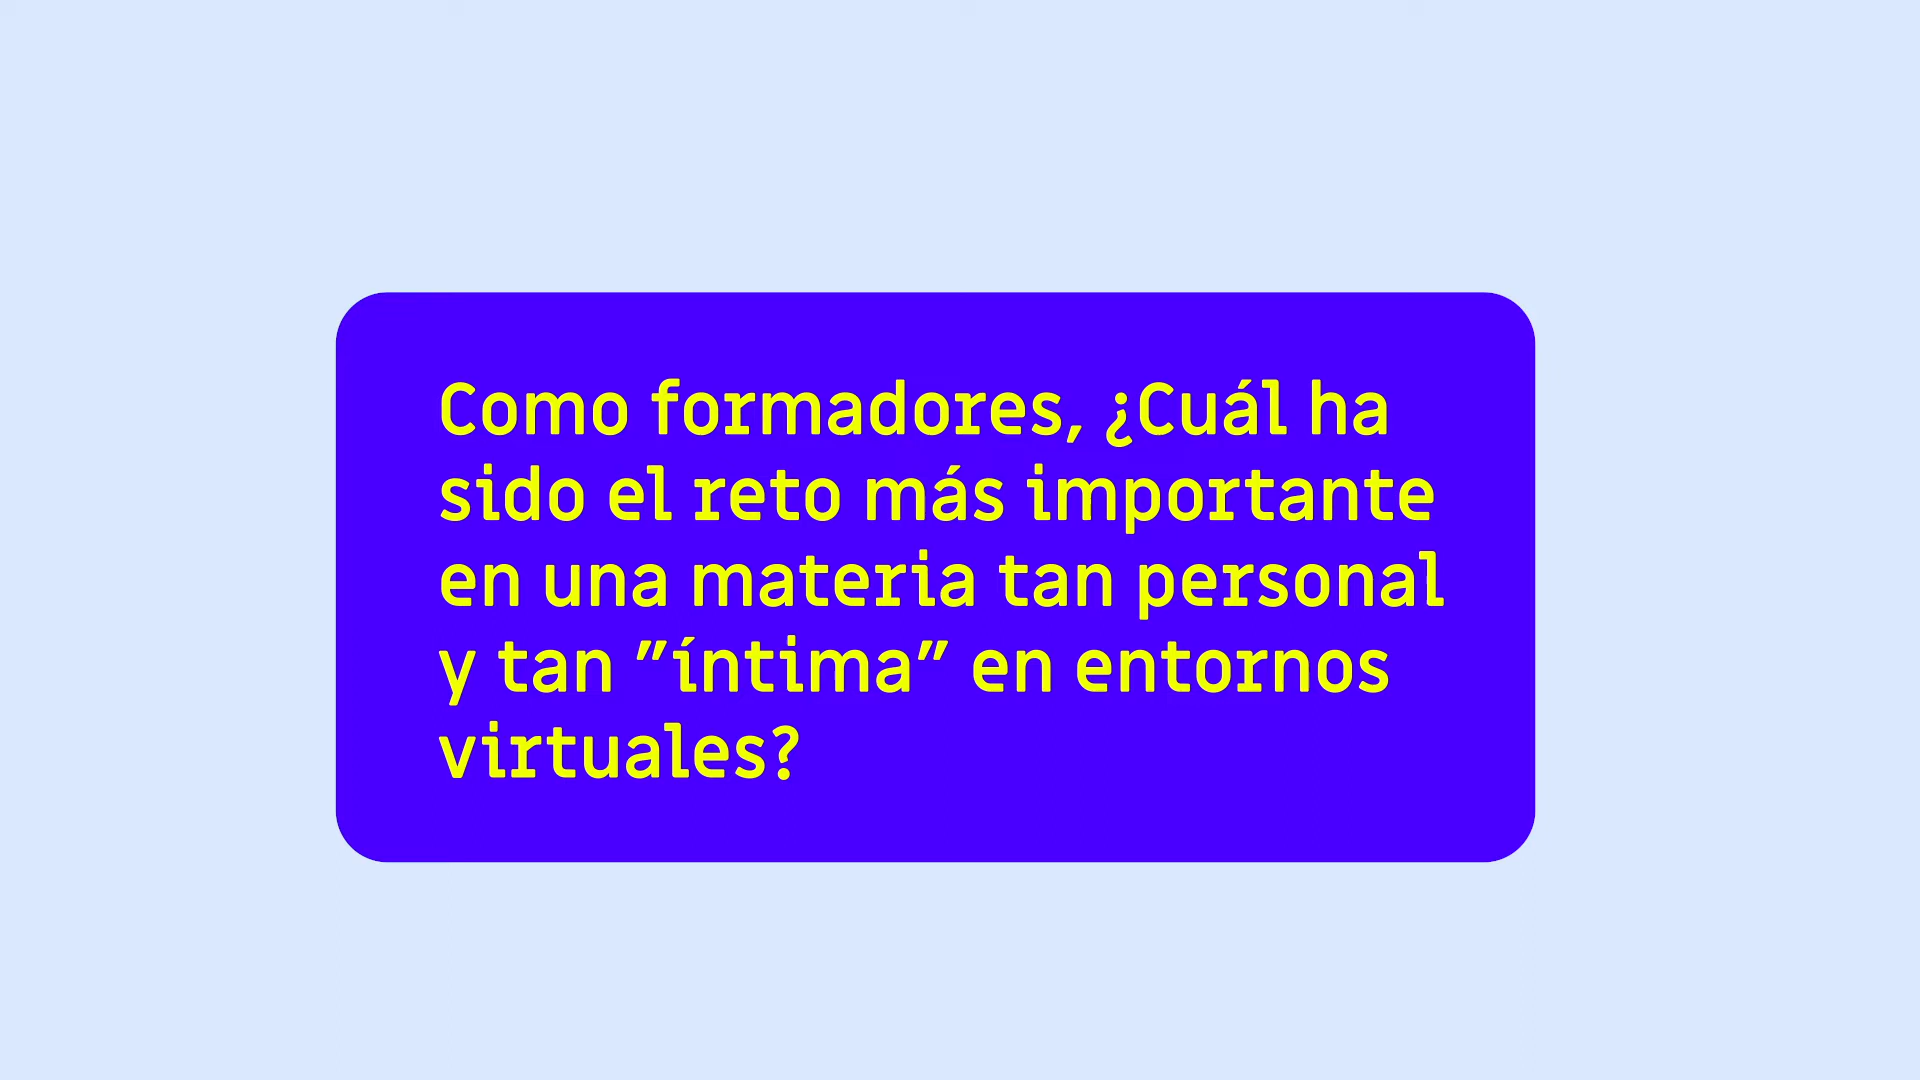 Como formadores, ¿Cuál ha
sido el reto más importante
en una materia tan personal
y tan "íntima" en entornos
virtuales?